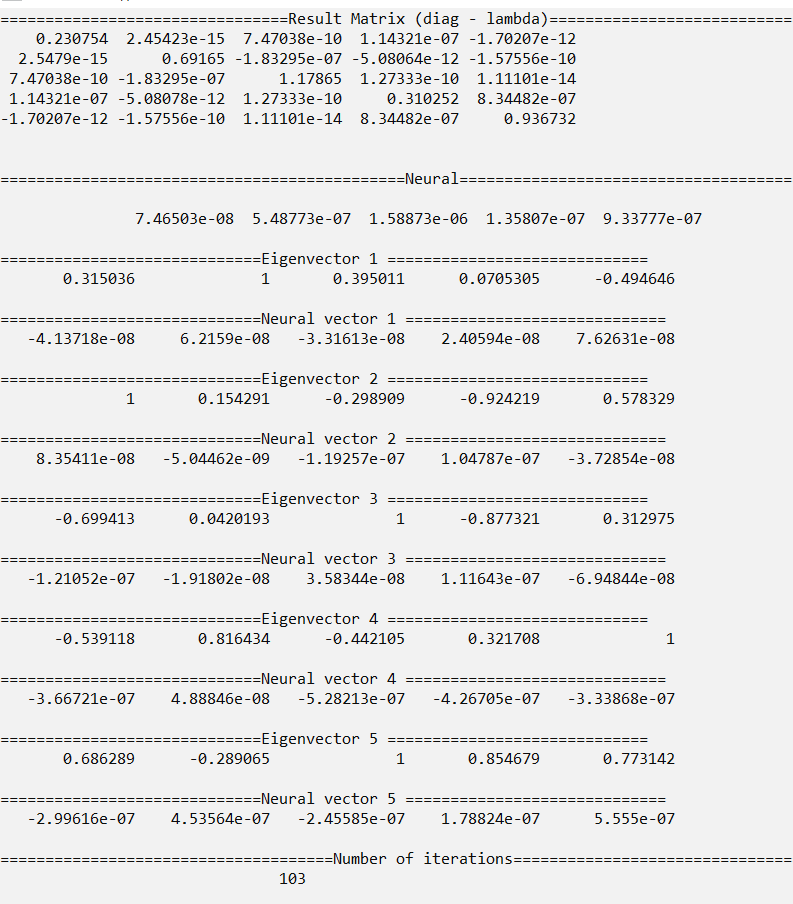 ================================Result Matrix (diag - lambda)===========================
0.230754 2.45423e-15 7.47038e-10 1.14321e-07 -1.70207e-12
2.5479e-15 0.69165 -1.83295e-07 -5.08064e-12 -1.57556e-10
7.47038e-10 -1.83295e-07 1.17865 1.27333e-10 1.11101e-14
1.14321e-07 -5.08078e-12 1.27333e-10 0.310252 8.34482e-07
-1.70207e-12 -1.57556e-10 1.11101e-14 8.34482e-07 0.936732
=============================================Neural=====================================
7.46503e-08 5.48773e-07 1.58873e-06 1.35807e-07 9.33777e-07
=============================Eigenvector 1 =============================
0.315036 1 0.395011 0.0705305 -0.494646
=============================Neural vector 1 =============================
-4.13718e-08 6.2159e-08 -3.31613e-08 2.40594e-08 7.62631e-08
=============================Eigenvector 2 =============================
1 0.154291 -0.298909 -0.924219 0.578329
=============================Neural vector 2 =============================
8.35411e-08 -5.04462e-09 -1.19257e-07 1.04787e-07 -3.72854e-08
=============================Eigenvector 3 =============================
-0.699413 0.0420193 1 -0.877321 0.312975
=============================Neural vector 3 =============================
-1.21052e-07 -1.91802e-08 3.58344e-08 1.11643e-07 -6.94844e-08
=============================Eigenvector 4 =============================
-0.539118 0.816434 -0.442105 0.321708 1
=============================Neural vector 4 =============================
-3.66721e-07 4.88846e-08 -5.28213e-07 -4.26705e-07 -3.33868e-07
=============================Eigenvector 5 =============================
0.686289 -0.289065 1 0.854679 0.773142
=============================Neural vector 5 =============================
-2.99616e-07 4.53564e-07 -2.45585e-07 1.78824e-07 5.555e-07
=====================================Number of iterations===============================
103